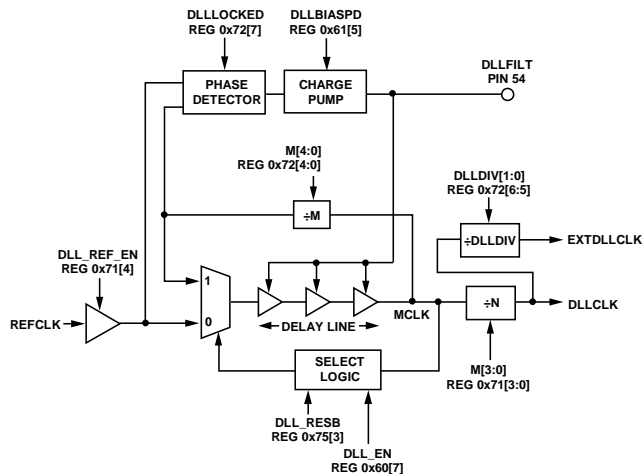 DLLLOCKED
REG 0x72[7]
DLLBIASPD
REG 0x61[5]
DLLFILT
PIN 54
PHASE
DETECTOR
CHARGE
PUMP
M[4:0]
REG 0x72[4:0]
DLLDIV[1:0]
REG 0x72[6:5]
÷M
÷DLLDIV
EXTDLLCLK
DLL_REF_EN
REG 0x71[4]
1
0
REFCLK
DELAY LINE
MCLK
÷N
DLLCLK
SELECT
LOGIC
M[3:0]
REG 0x71[3:0]
DLL_RESB
REG 0x75[3]
DLL_EN
REG 0x60[7]